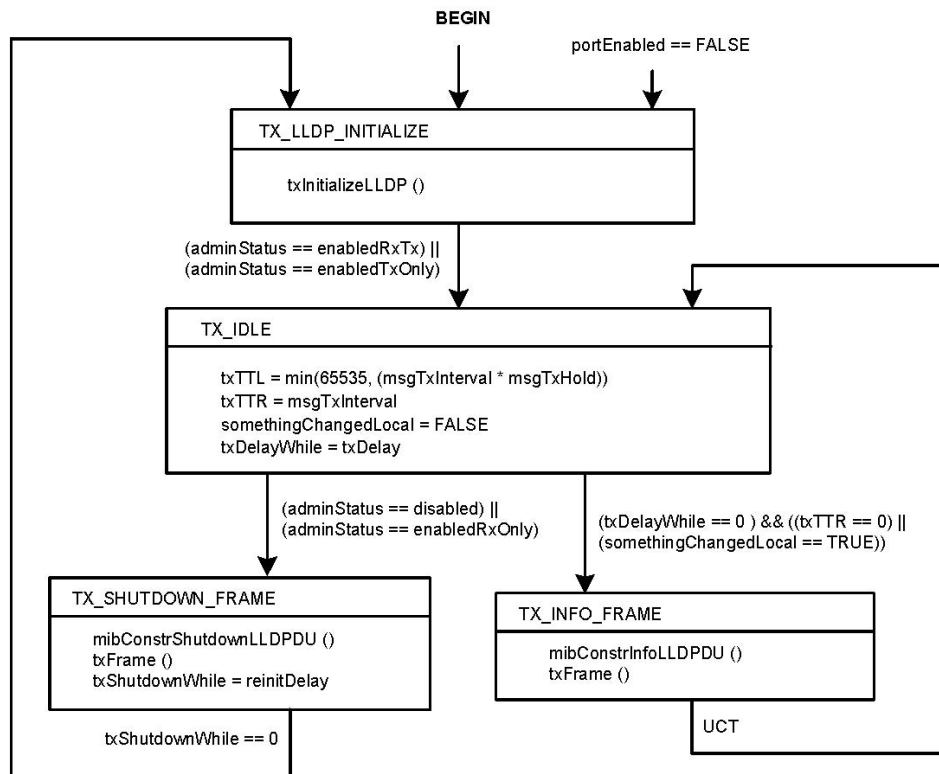 BEGIN
portEnabled == FALSE
TX_LLDP_INITIALIZE
txInitializeLLDP ()
(adminStatus == enabledRxTx) ||
(adminStatus == enabledTxOnly)
TX_IDLE
txTTL = min(65535, (msgTxInterval * msgTxHold))
txTTR = msgTxInterval
somethingChangedLocal = FALSE
txDelayWhile = txDelay
(adminStatus == disabled) ||
(adminStatus == enabledRxOnly)
(txDelayWhile == 0 ) && ((txTTR == 0) ||
(somethingChangedLocal == TRUE))
TX_SHUTDOWN_FRAME
mibConstrShutdownLLDPDU ()
txFrame ()
txShutdownWhile = reinitDelay
txShutdownWhile == 0
TX_INFO_FRAME
mibConstrInfoLLDPDU ()
txFrame ()
UCT